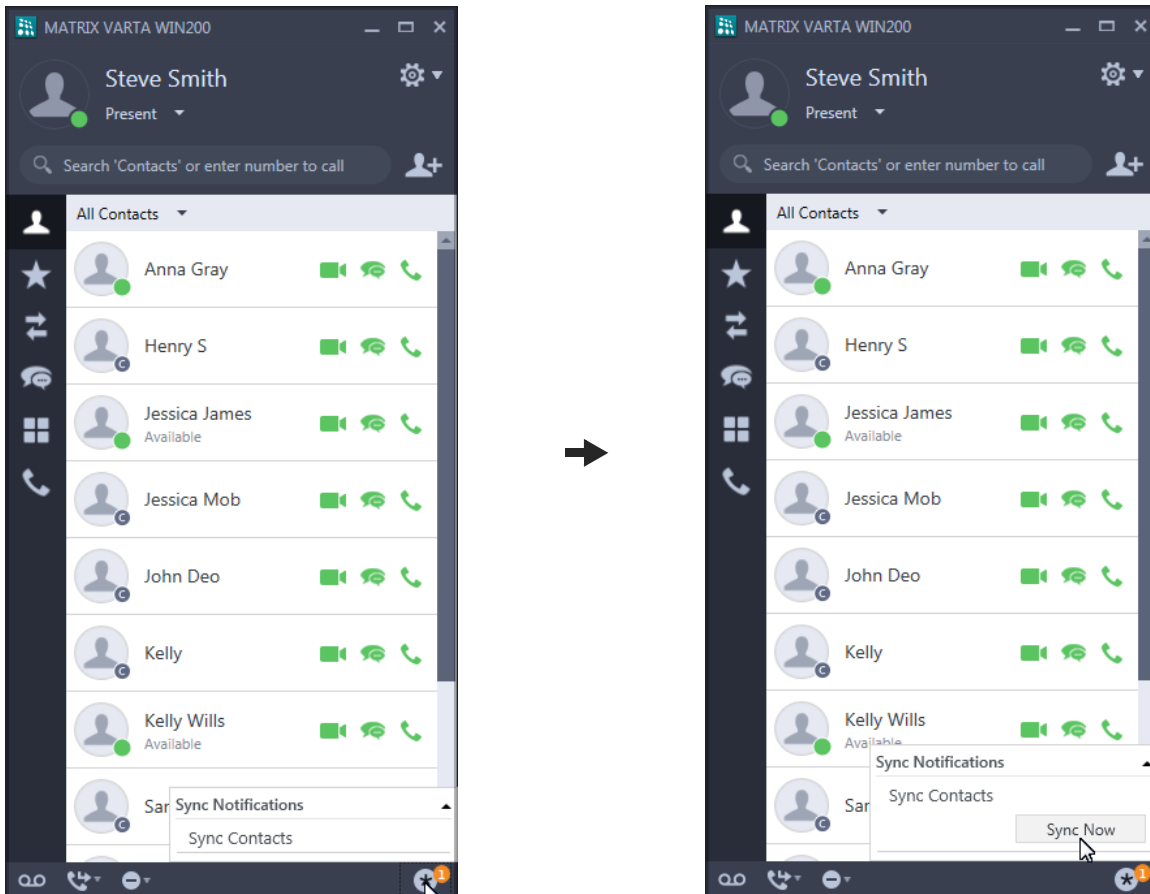 MATRIX VARTA WIN200
Steve Smith
Present
Search 'Contacts' or enter number to call
All Contacts
Anna Gray
Henry S
Jessica James
Available
Jessica Mob
C
John Deo
C
Kelly
C
Kelly Wills
Available
Sar
Sync Notifications
Sync Contacts
1
MATRIX VARTA WIN200
Steve Smith
Present
Search 'Contacts' or enter number to call
All Contacts
Anna Gray
Henry S
C
Jessica James
Available
Jessica Mob
C
John Deo
C
Kelly
C
Kelly Wills
Available
Sync Notifications
Sar
Sync Contacts
Sync Now
1